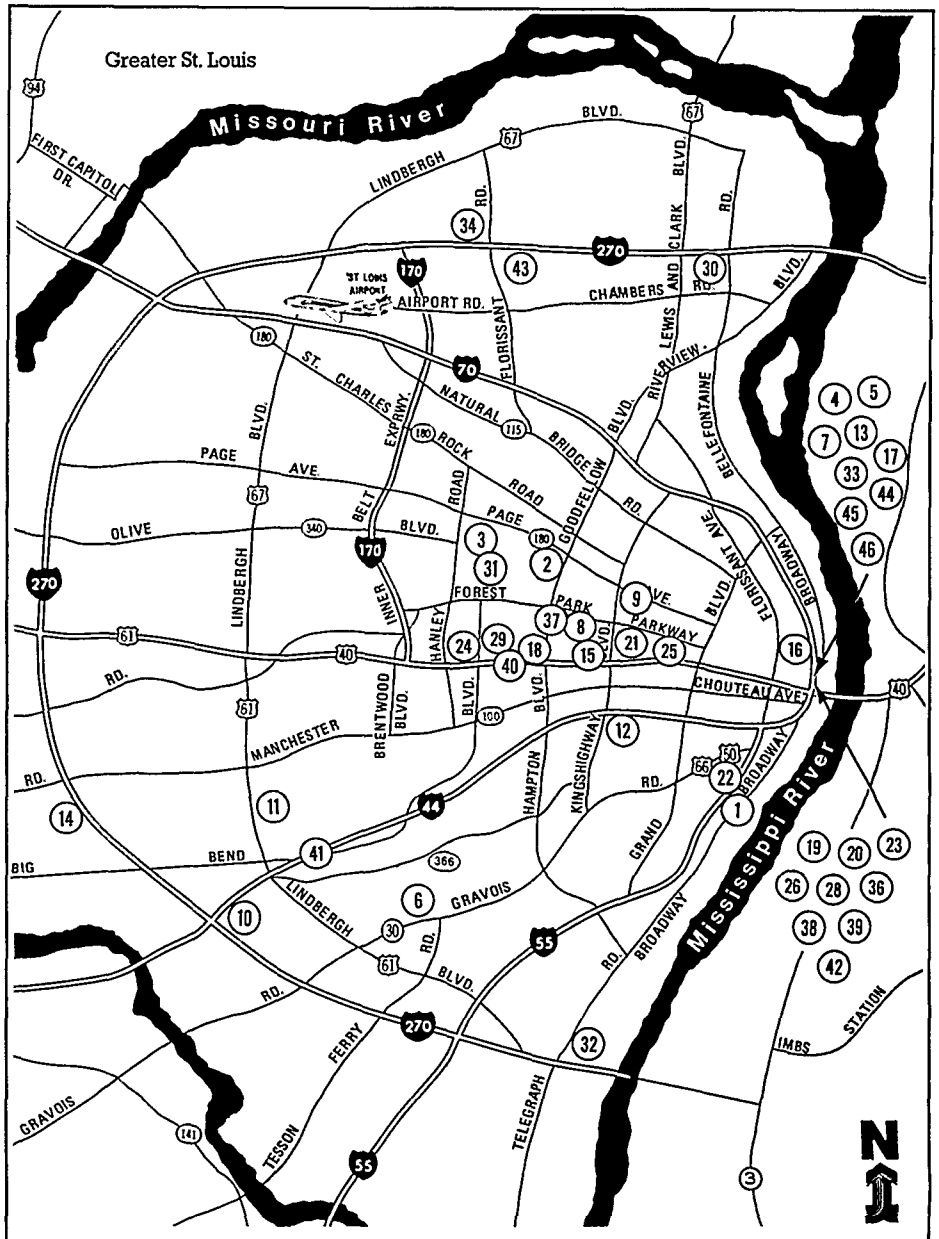 Greater St. Louis
94
Missouri River
FIRST CAPITOL
DR.
LINDBERGH
67
BLVD.
67
BLVD.
CLARK
AND
LEWIS
RD.
RD.
34
270
170
43
30
ST LOUIS
AIRPORT
AIRPORT RD.
CHAMBERS RD.
BLVD.
RIVERVIEW
FLORISSANT
180
70
ST. CHARLES ROCK ROAD
180
NATURAL BRIDGE RD.
115
BELLEFONTAINE
EXPRWY.
BELT
INNER
BLVD.
67
LINDBERGH
PAGE AVE.
PAGE
180
AVE.
GOODFELLOW
BLVD.
ROAD
HANLEY
OLIVE
340
BLVD.
170
270
3
31
2
9
FLORISSANT AVE.
BROADWAY
4
5
7
13
17
33
44
45
46
FOREST PARK PARKWAY
BLVD.
BLVD.
37
8
24
29
18
40
15
21
25
16
61
40
40
RD.
61
BRENTWOOD
BLVD.
BLVD.
BLVD.
CHOUTEAU AVE.
MANCHESTER
100
RD.
HAMPTON
KINGSHIGHWAY
12
50
66
RD.
22
BROADWAY
1
GRAND
Mississippi River
14
11
44
41
BIG
BEND
366
LINDBERGH
6
GRAVOIS
10
30
RD.
61
BLVD.
55
RD.
BROADWAY
19
20
23
26
28
36
38
39
42
270
RD.
FERRY
TESSON
GRAVOIS
32
IMBS
STATION
TELEGRAPH
141
55
3
N